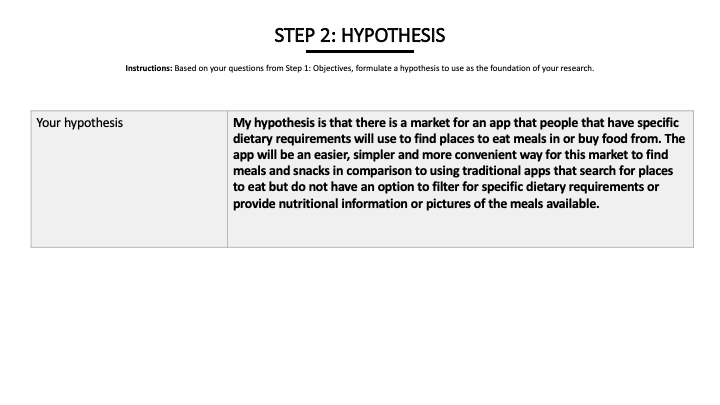 STEP 2: HYPOTHESIS
Instructions: Based on your questions from Step 1: Objectives, formulate a hypothesis to use as the foundation of your research.
Your hypothesis
My hypothesis is that there is a market for an app that people that have specific
dietary requirements will use to find places to eat meals in or buy food from. The
app will be an easier, simpler and more convenient way for this market to find
meals and snacks in comparison to using traditional apps that search for places
to eat but do not have an option to filter for specific dietary requirements or
provide nutritional information or pictures of the meals available.